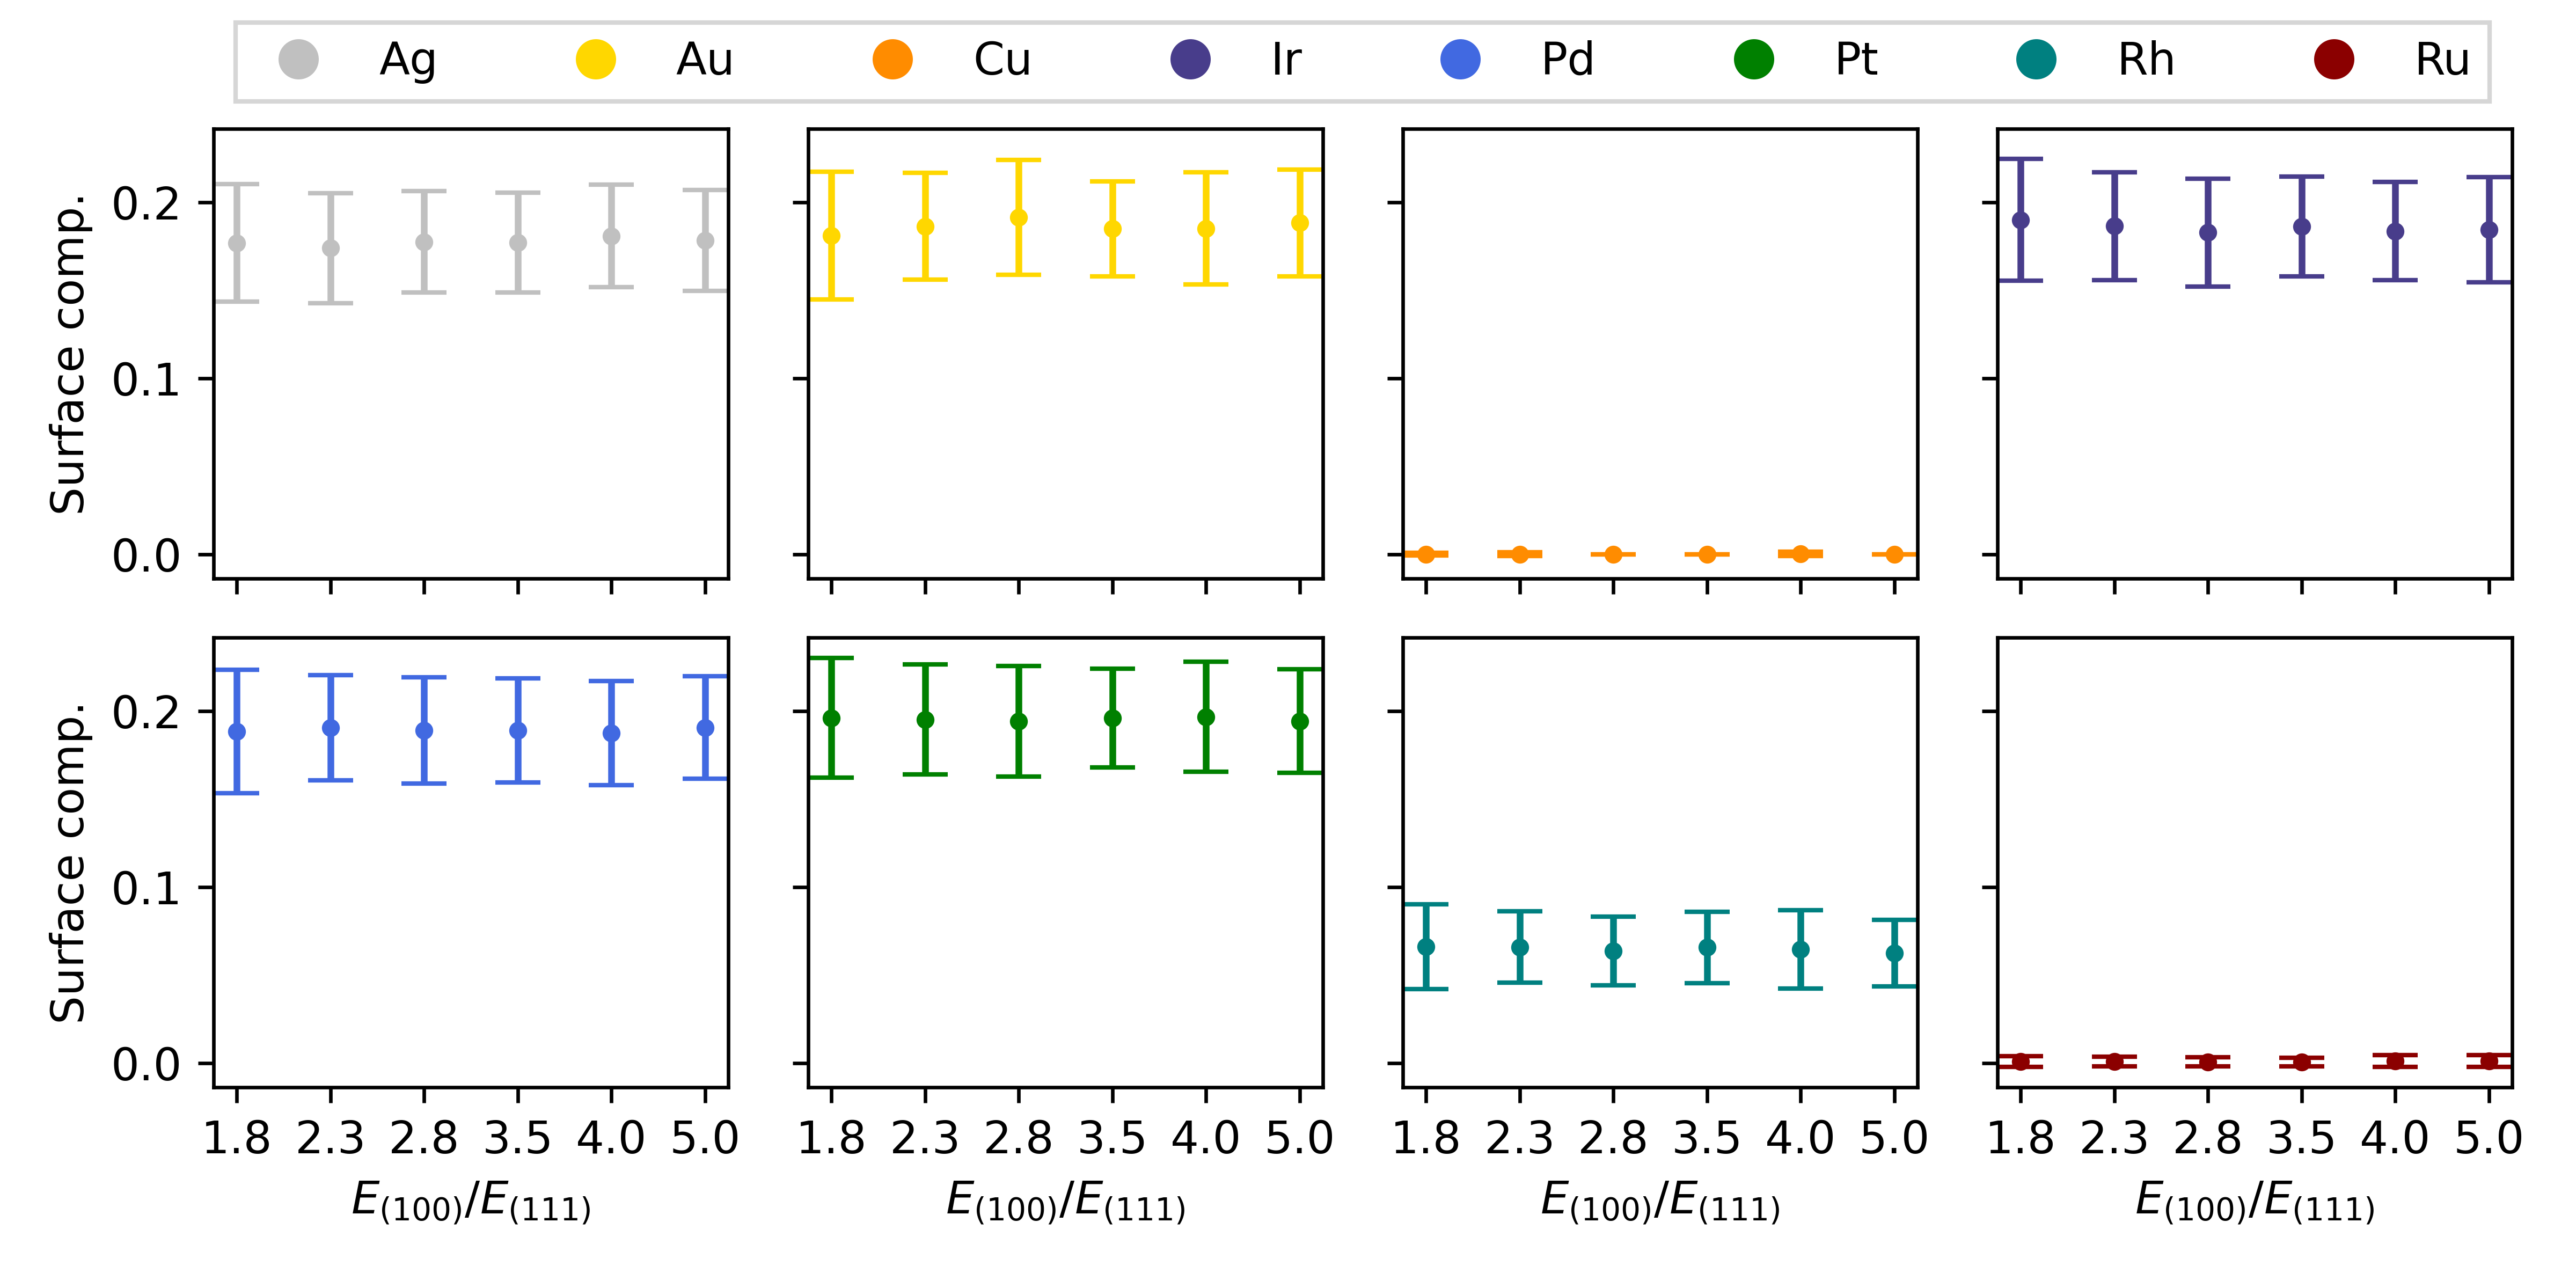 Ag Au Cu Ir Pd Pt Rh Ru
Surface comp.
0.2
0.1
0.0
Surface comp.
0.2
0.1
0.0
1.8 2.3 2.8 3.5 4.0 5.0 1.8 2.3 2.8 3.5 4.0 5.0 1.8 2.3 2.8 3.5 4.0 5.0 1.8 2.3 2.8 3.5 4.0 5.0
E(100)/E(111) E(100)/E(111) E(100)/E(111) E(100)/E(111)